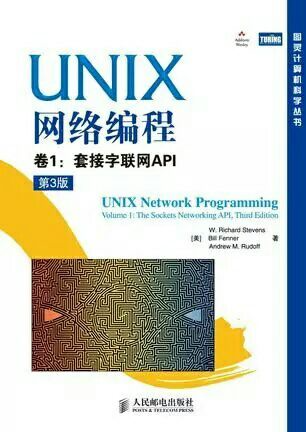 Addison
Wesley
TURING
图灵计算机科学丛书
UNIX
网络编程
卷1：套接字联网API
第3版
UNIX Network Programming
Volume 1: The Sockets Networking API, Third Edition
W. Richard Stevens
[美] Bill Fenner 著
Andrew M. Rudoff
人民邮电出版社
POSTS & TELECOM PRESS